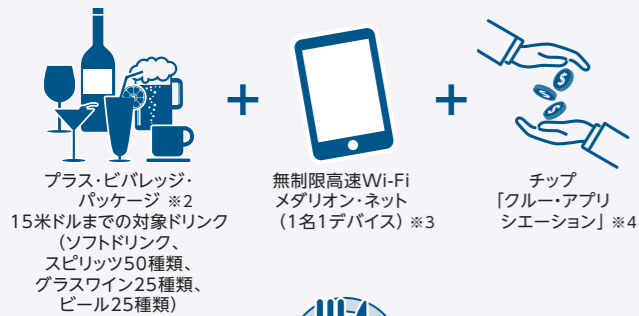 プラス・ビバレッジ・
パッケージ ※2
15米ドルまでの対象ドリンク
(ソフトドリンク、
スピリッツ50種類、
グラスワイン25種類、
ビール25種類)
無制限高速Wi-Fi
メダリオン・ネット
(1名1デバイス) ※3
チップ
「クルー・アプリ
シエーション」 ※4